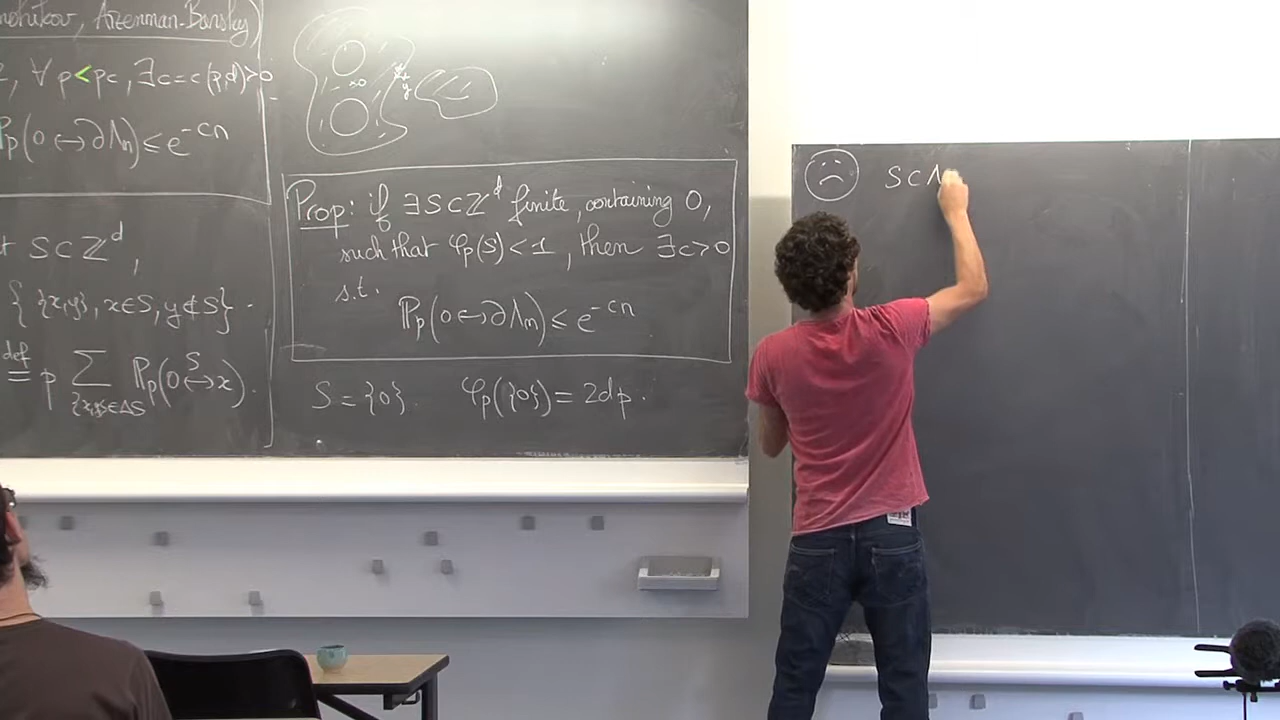 Aizenman-Barsky)
∀ p < pc, ∃c = c(p,d) > 0
Pp(0 ↔ ∂Λn) ≤ e^{-cn}
S ⊂ ℤ^d,
{ {x,y}, x∈S, y∉S }.
def
= p ∑ ℙp(0 ↔^S x).
{x,y}∈ΔS
x0
y
Prop: if ∃ S ⊂ ℤ^d finite, containing 0,
such that φp(S) < 1, then ∃c > 0
s.t.
ℙp(0 ↔ ∂Λn) ≤ e^{-cn}
S = {0} φp({0}) = 2dp.
S ⊂ Λ